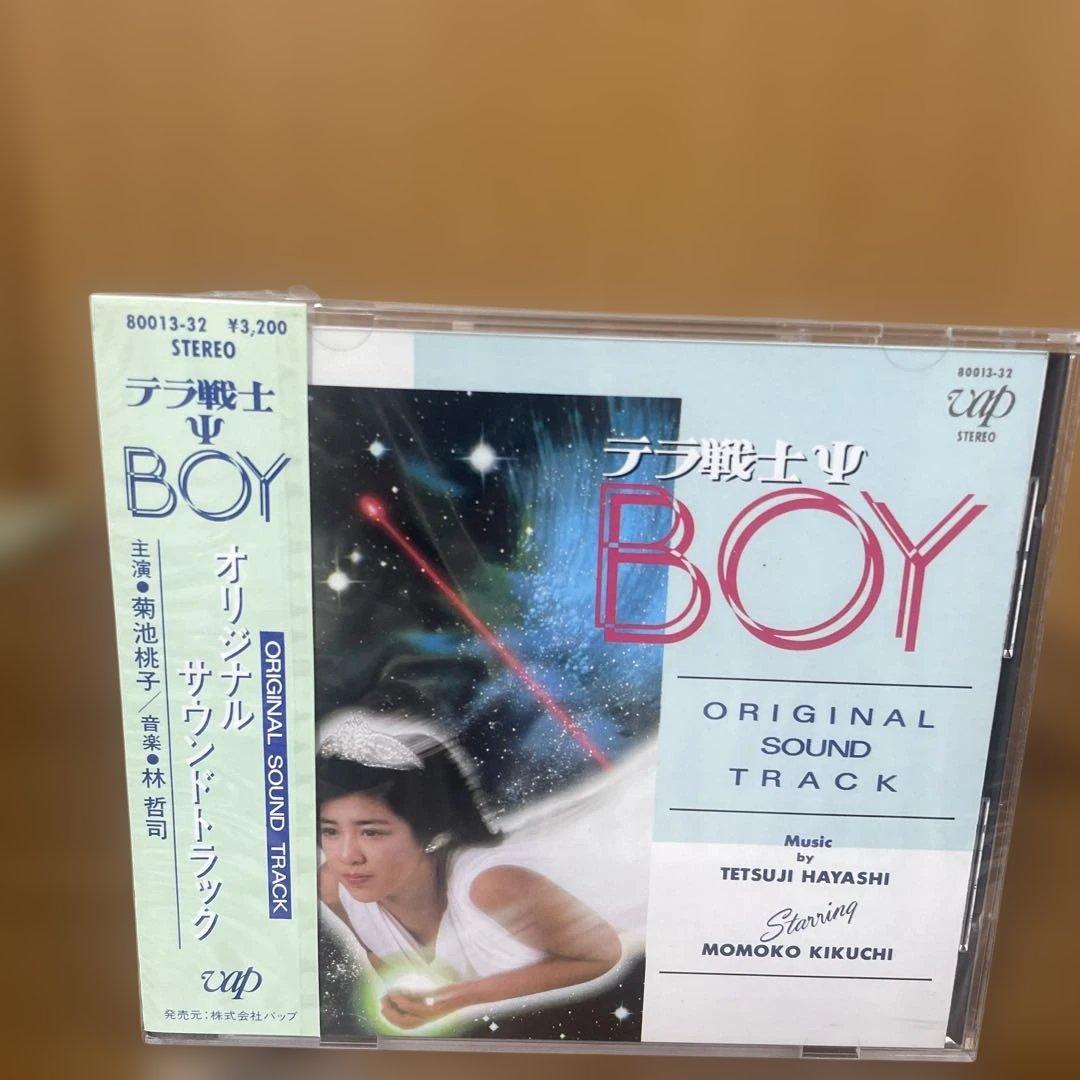 80013-32 ¥3,200
STEREO
テラ戦士
Ψ
BOY
オリジナル
サウンドトラック
ORIGINAL SOUND TRACK
主演●菊池桃子／音楽●林 哲司
vap
発売元:株式会社バップ
80013-32
vap
STEREO
テラ戦士Ψ
BOY
ORIGINAL
SOUND
TRACK
Music
by
TETSUJI HAYASHI
Starring
MOMOKO KIKUCHI